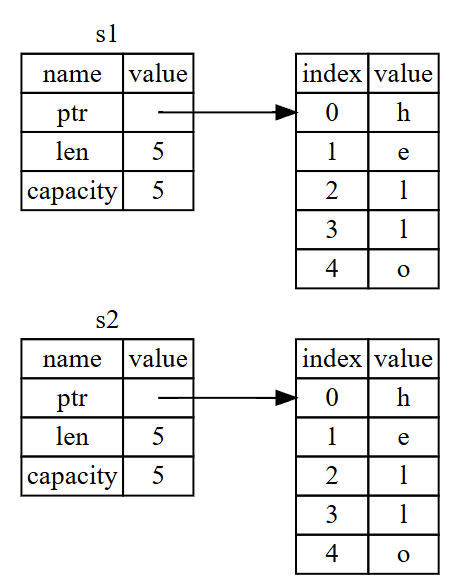 s1
name value index value
ptr 0 h
len 5 1 e
capacity 5 2 l
3 l
4 o
s2
name value index value
ptr 0 h
len 5 1 e
capacity 5 2 l
3 l
4 o